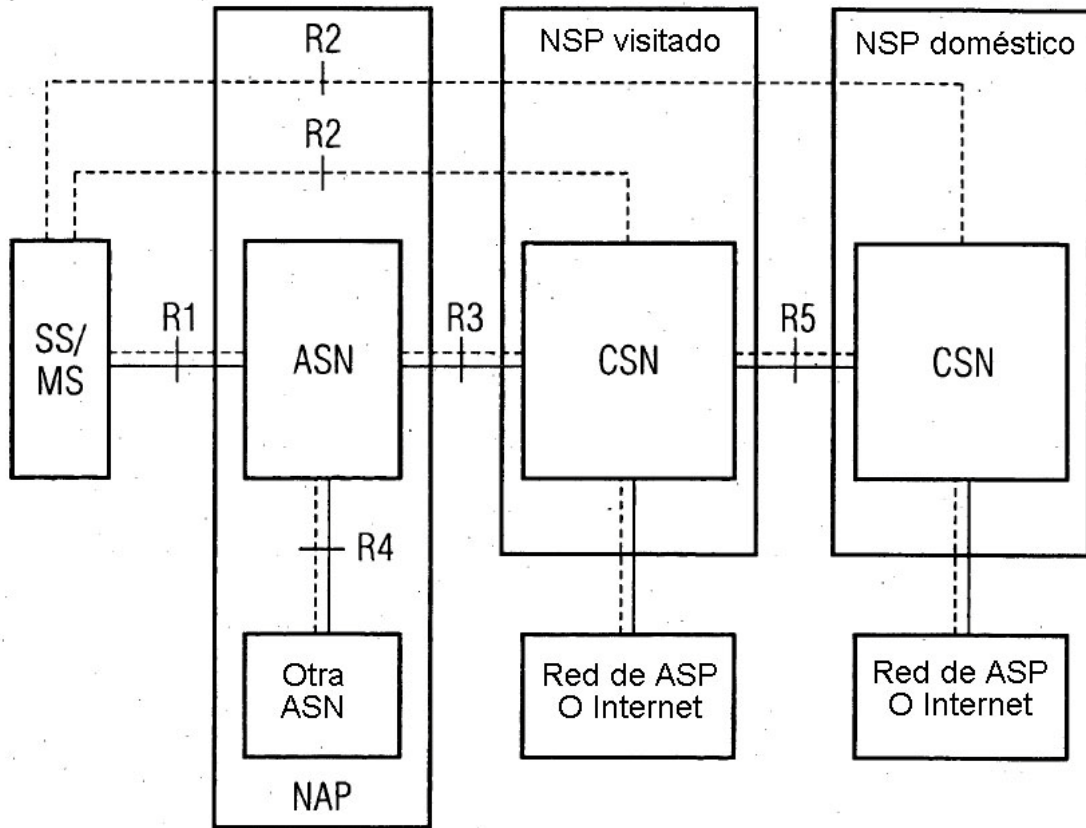 R2
NSP visitado
NSP doméstico
R2
SS/
MS
R1
ASN
R3
CSN
R5
CSN
R4
Otra
ASN
Red de ASP
O Internet
Red de ASP
O Internet
NAP